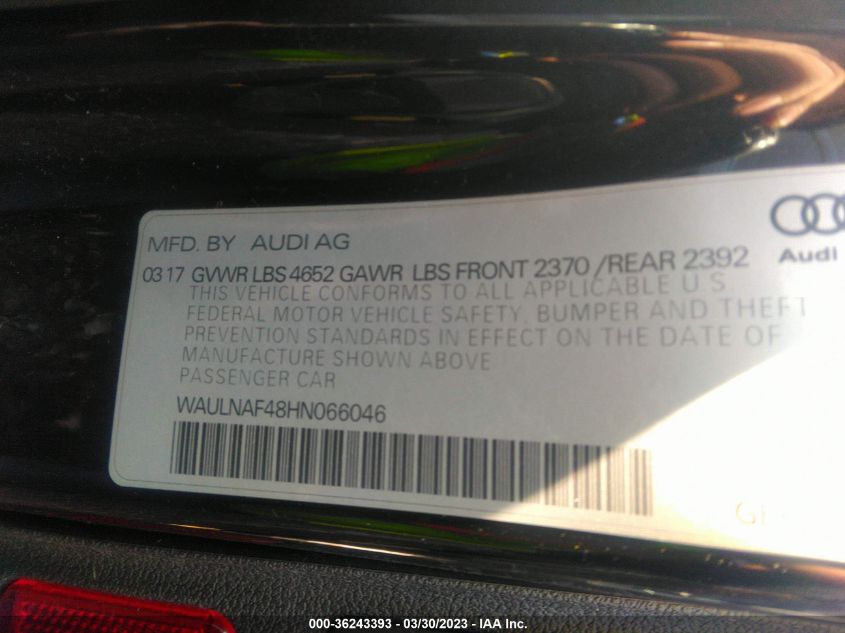 MFD. BY AUDI AG
Audi
03 17 GVWR LBS 4652 GAWR LBS FRONT 2370 /REAR 2392
THIS VEHICLE CONFORMS TO ALL APPLICABLE U S
FEDERAL MOTOR VEHICLE SAFETY, BUMPER AND THEFT
PREVENTION STANDARDS IN EFFECT ON THE DATE OF
MANUFACTURE SHOWN ABOVE
PASSENGER CAR
WAULNAF48HN066046
000-36243393 - 03/30/2023 - IAA Inc.